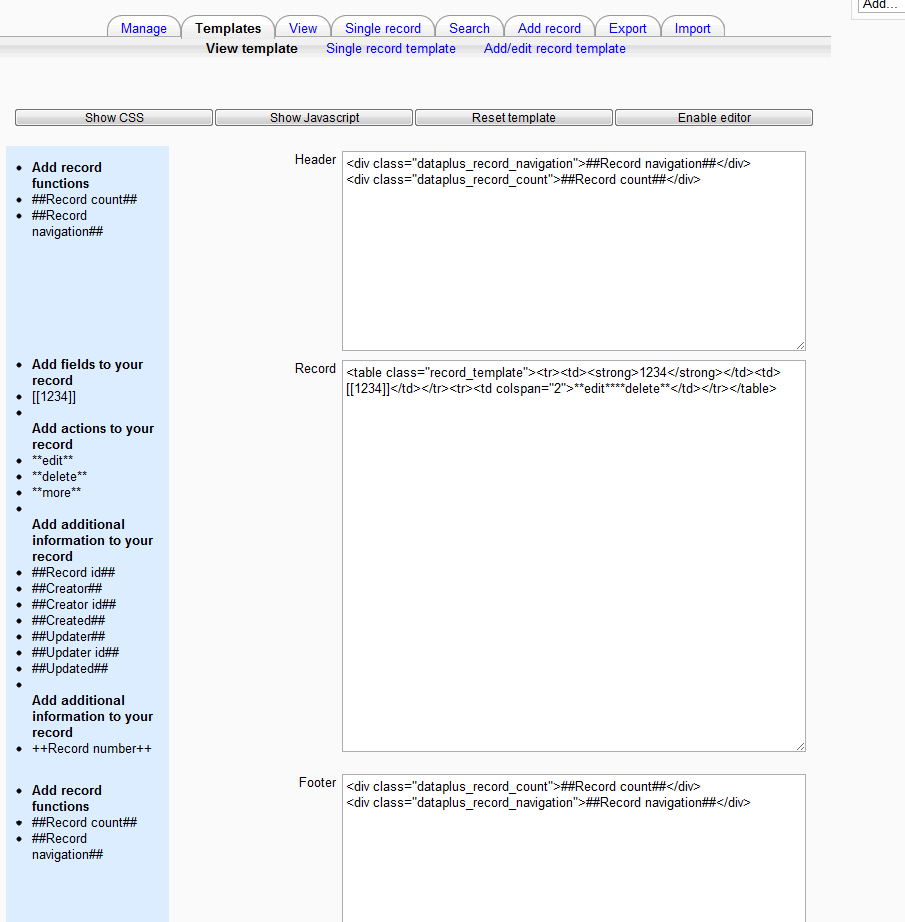 Add...
Manage Templates View Single record Search Add record Export Import
View template Single record template Add/edit record template
Show CSS Show Javascript Reset template Enable editor
Add record
functions
##Record count##
##Record
navigation##
Header
<div class="dataplus_record_navigation">##Record navigation##</div>
<div class="dataplus_record_count">##Record count##</div>
Add fields to your
record
[[1234]]
Add actions to your
record
**edit**
**delete**
**more**
Add additional
information to your
record
##Record id##
##Creator##
##Creator id##
##Created##
##Updater##
##Updater id##
##Updated##
Add additional
information to your
record
++Record number++
Record
<table class="record_template"><tr><td><strong>1234</strong></td><td>
[[1234]]</td></tr><tr><td colspan="2">**edit****delete**</td></tr></table>
Add record
functions
##Record count##
##Record
navigation##
Footer
<div class="dataplus_record_count">##Record count##</div>
<div class="dataplus_record_navigation">##Record navigation##</div>